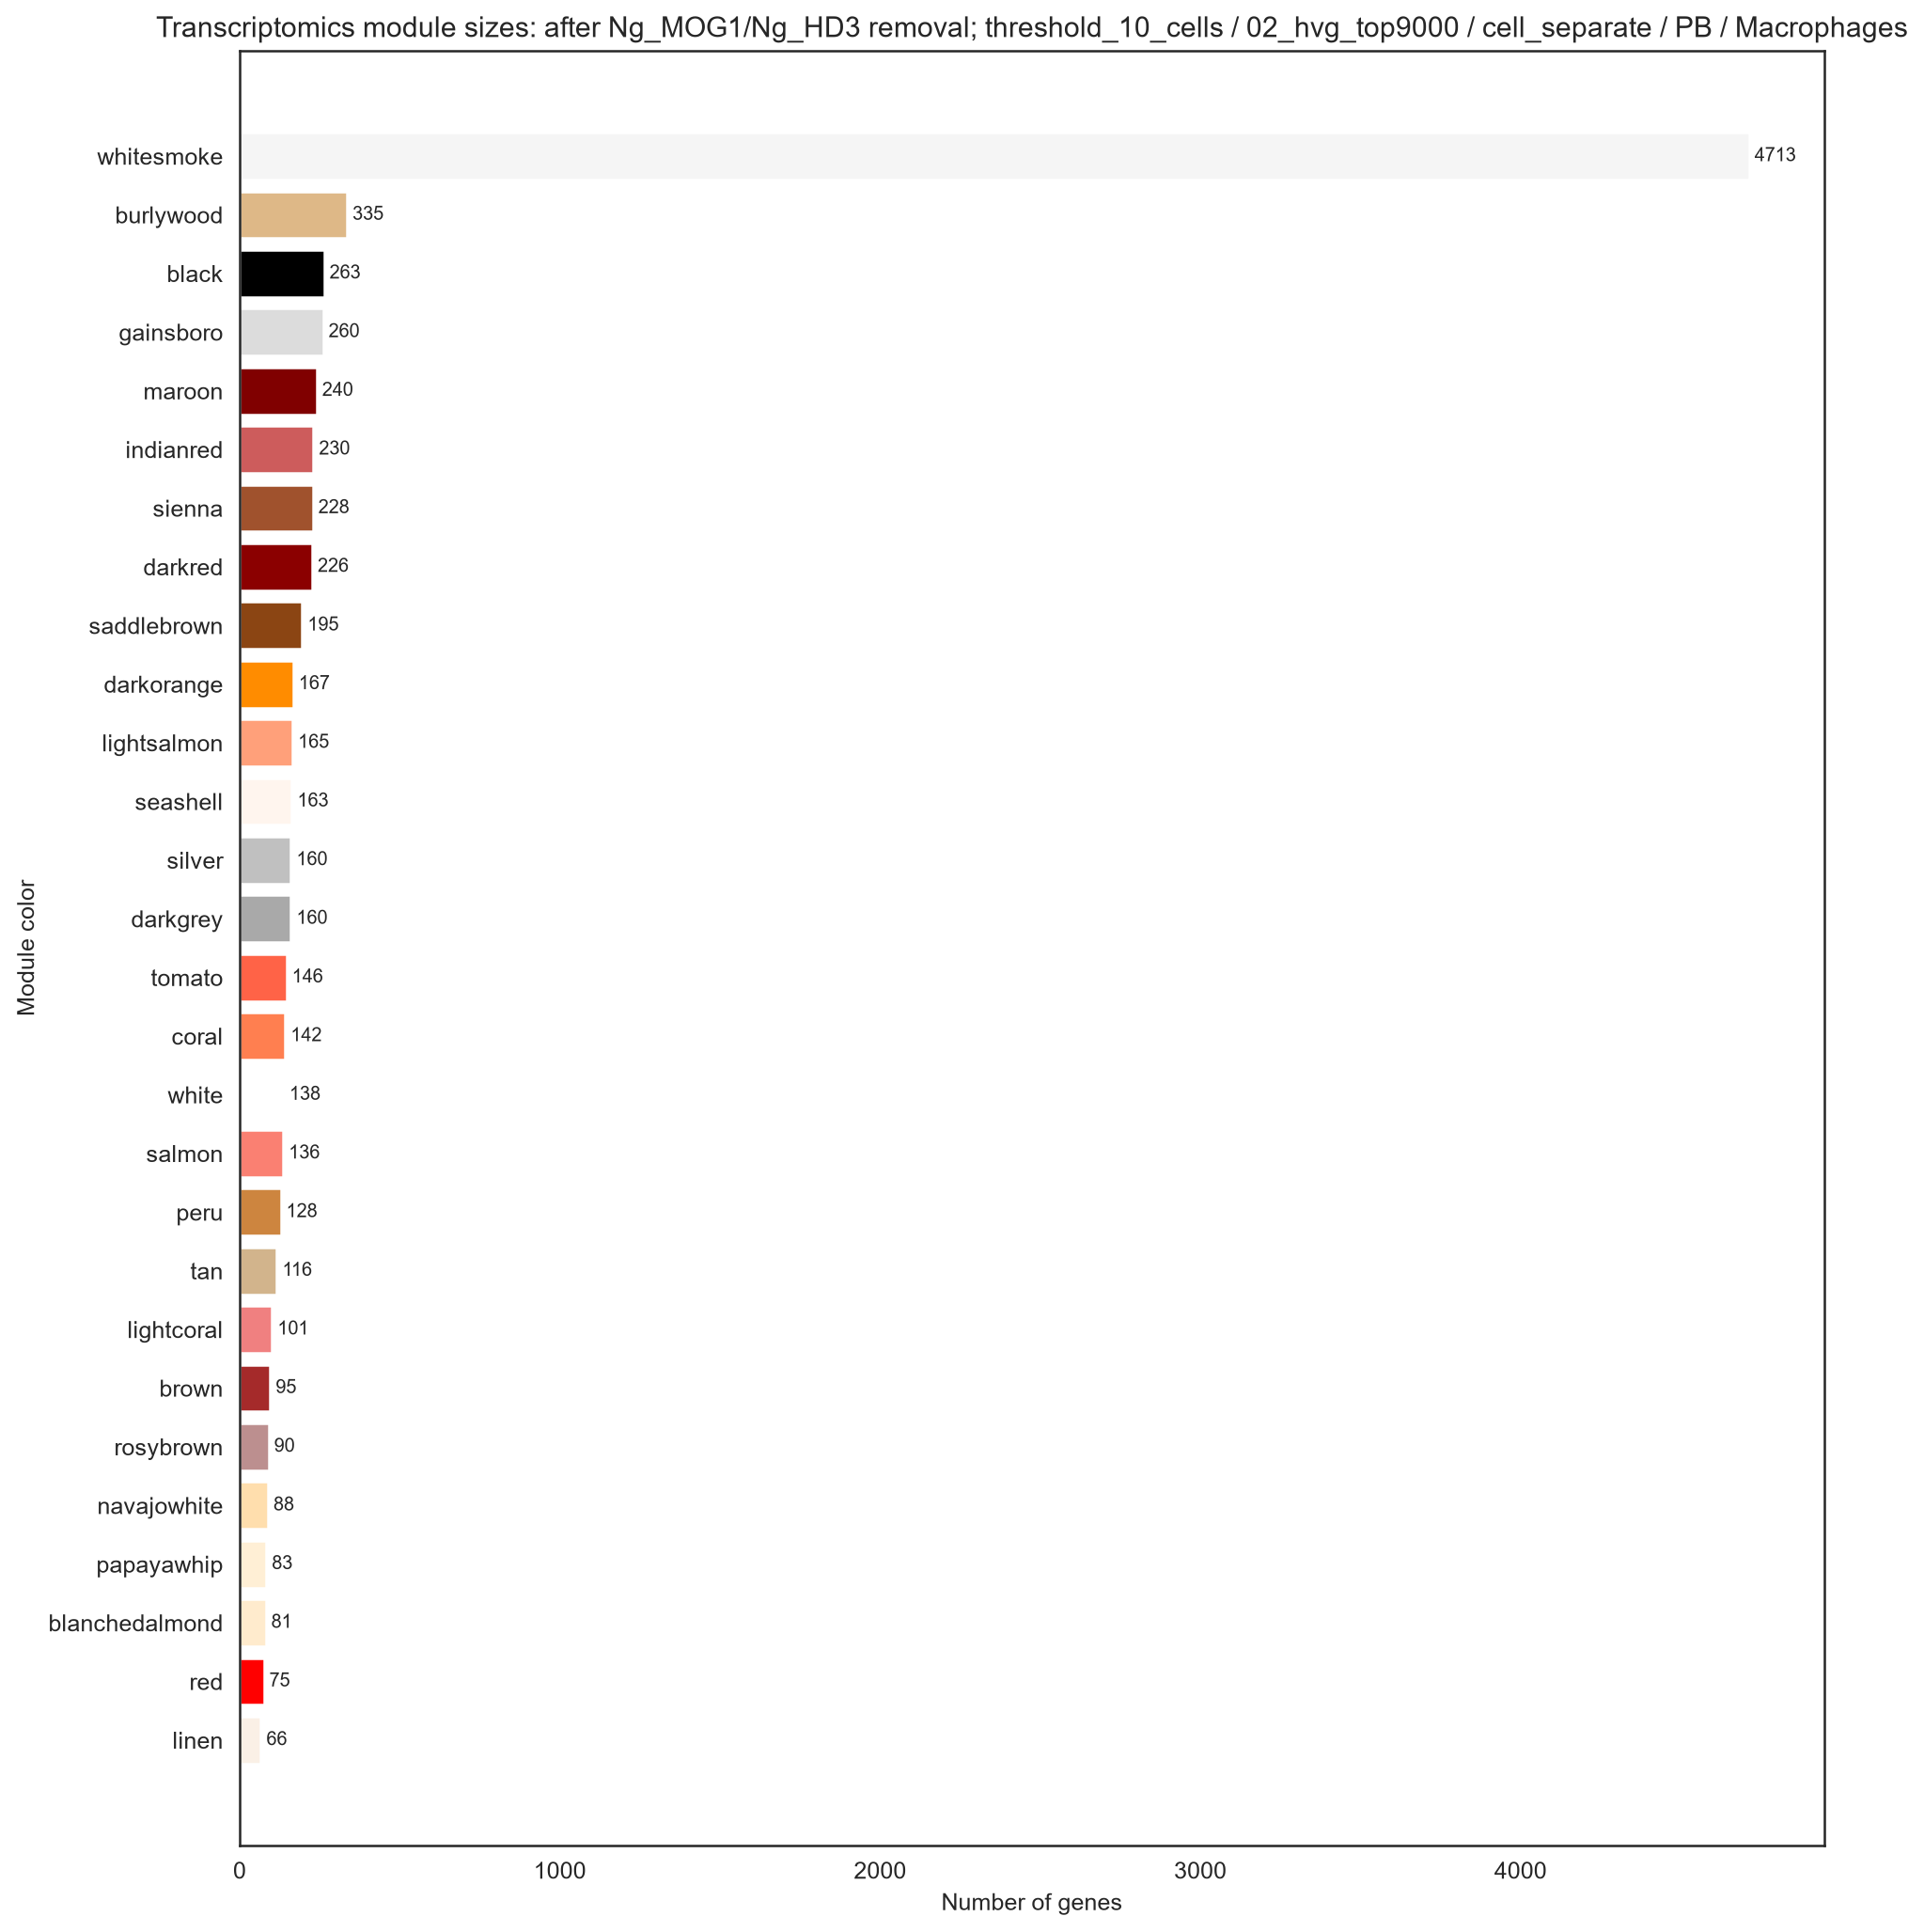 Transcriptomics module sizes: after Ng_MOG1/Ng_HD3 removal; threshold_10_cells / 02_hvg_top9000 / cell_separate / PB / Macrophages
whitesmoke 4713
burlywood 335
black 263
gainsboro 260
maroon 240
indianred 230
sienna 228
darkred 226
saddlebrown 195
darkorange 167
lightsalmon 165
seashell 163
silver 160
darkgrey 160
tomato 146
coral 142
white 138
salmon 136
peru 128
tan 116
lightcoral 101
brown 95
rosybrown 90
navajowhite 88
papayawhip 83
blanchedalmond 81
red 75
linen 66
Module color
0 1000 2000 3000 4000
Number of genes